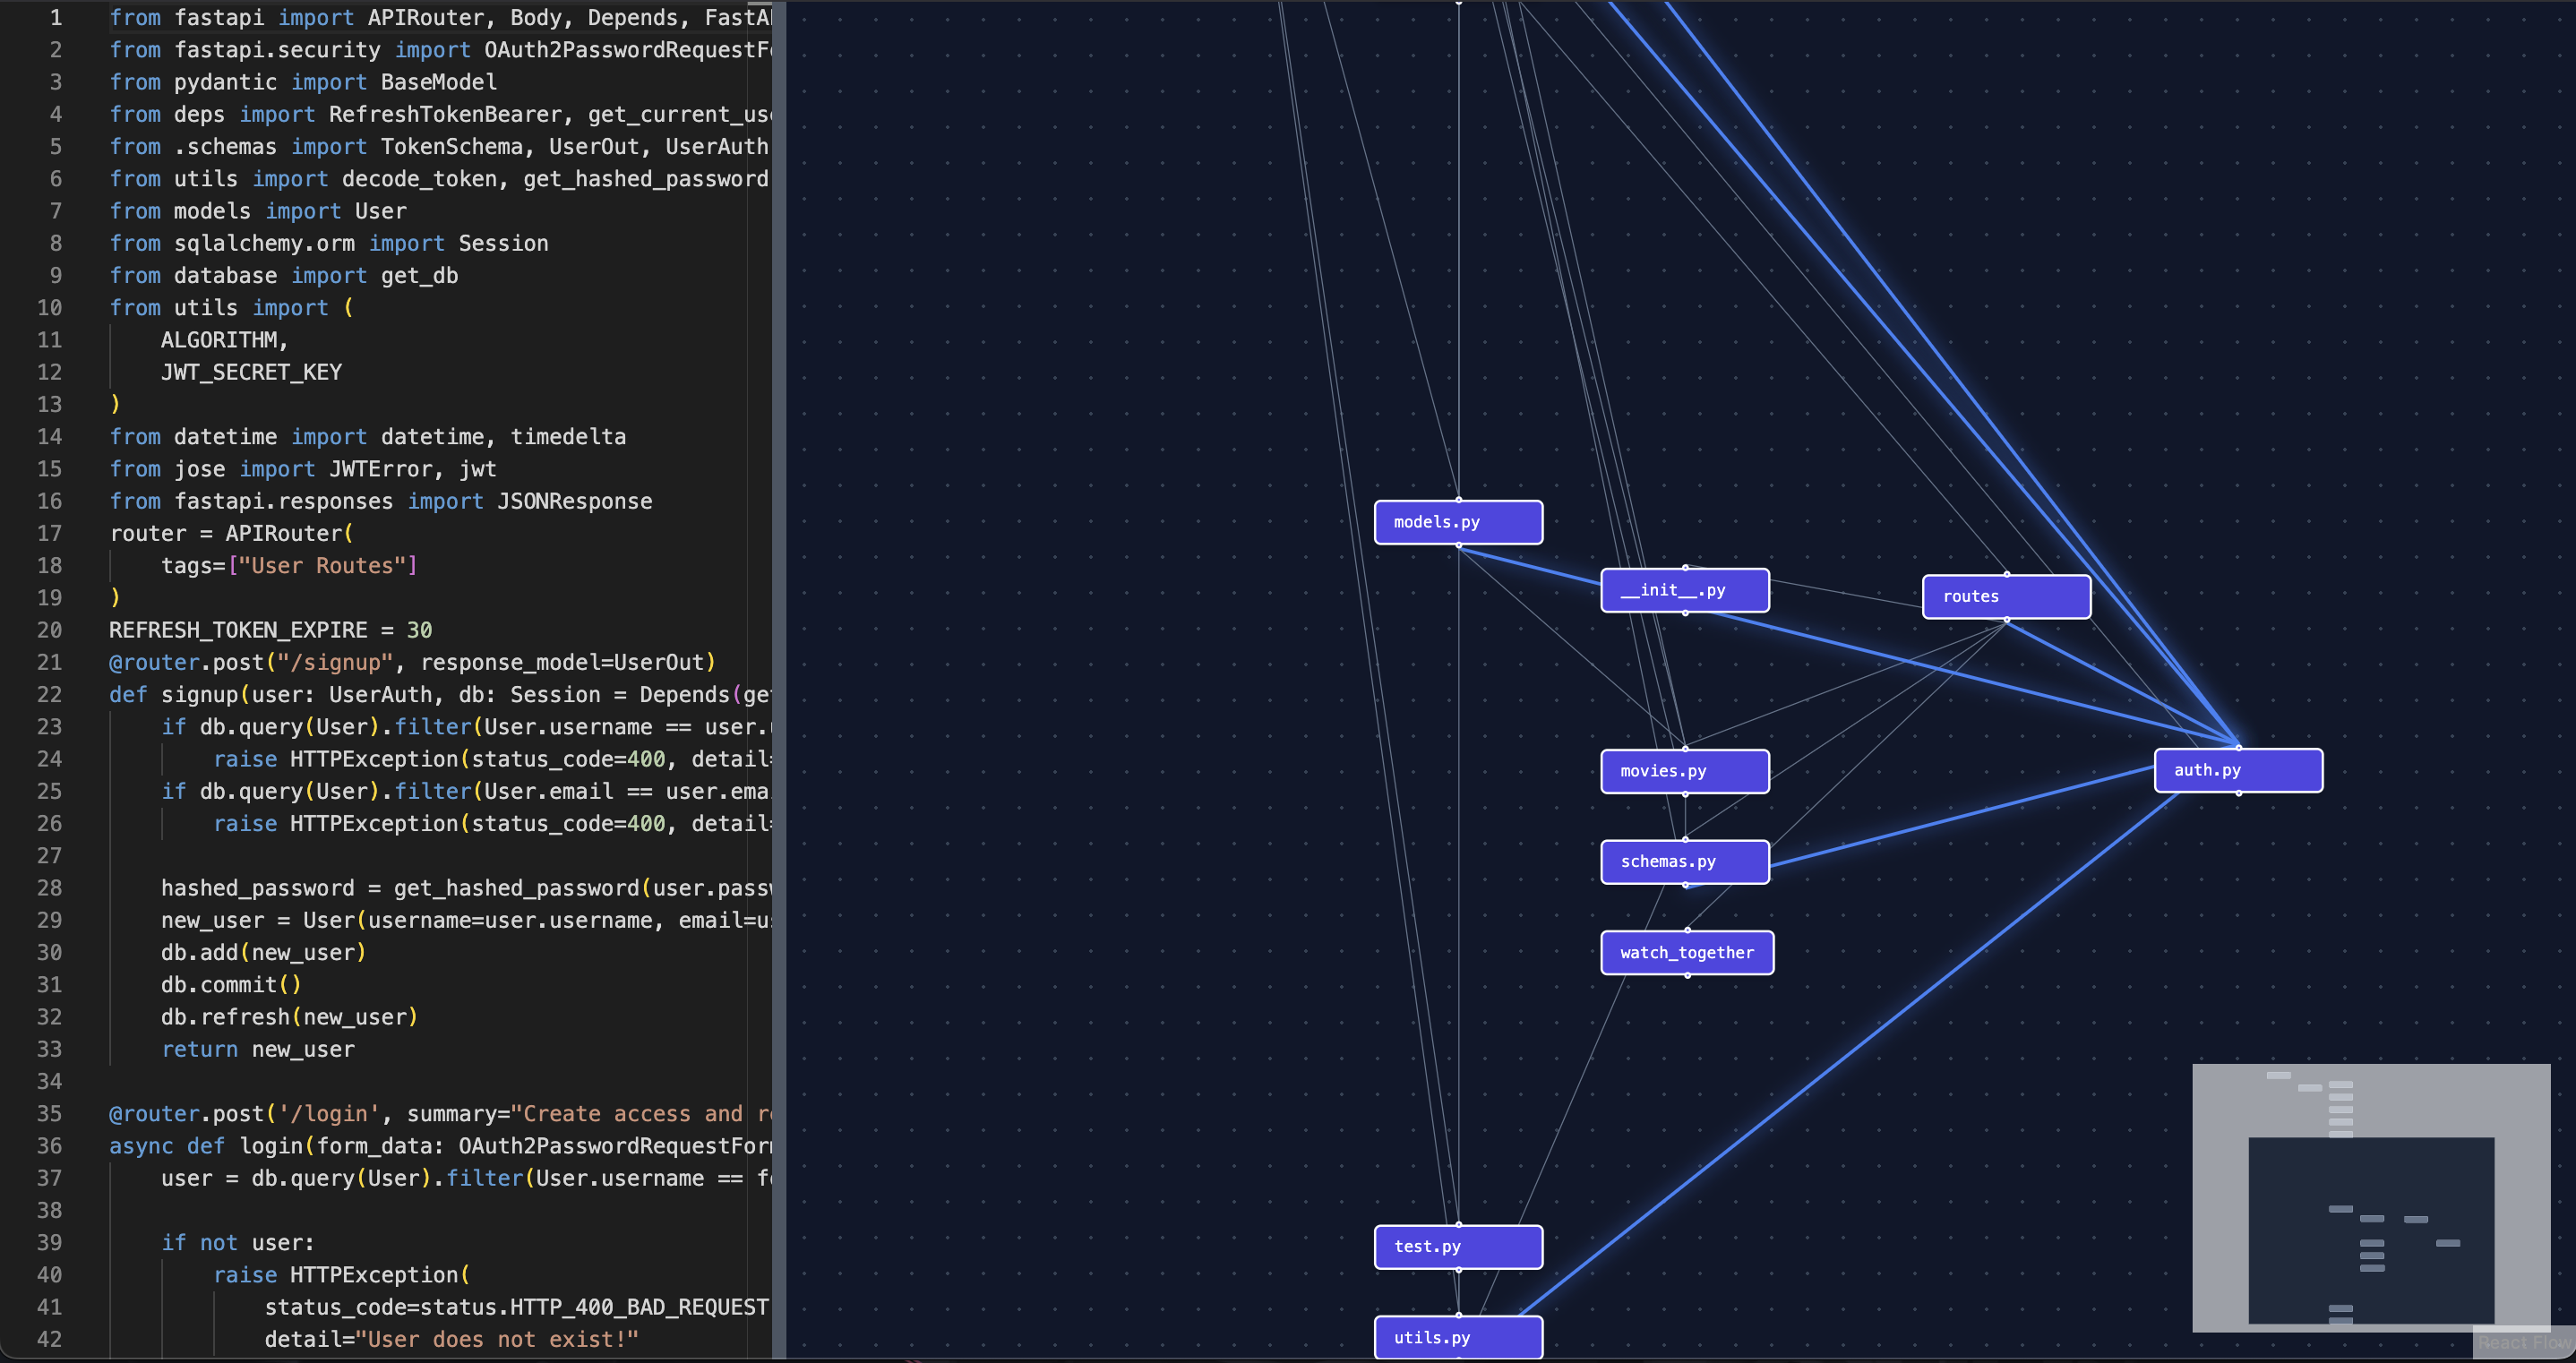 1 from fastapi import APIRouter, Body, Depends, FastAP
2 from fastapi.security import OAuth2PasswordRequestF
3 from pydantic import BaseModel
4 from deps import RefreshTokenBearer, get_current_us
5 from .schemas import TokenSchema, UserOut, UserAuth
6 from utils import decode_token, get_hashed_password
7 from models import User
8 from sqlalchemy.orm import Session
9 from database import get_db
10 from utils import (
11 ALGORITHM,
12 JWT_SECRET_KEY
13 )
14 from datetime import datetime, timedelta
15 from jose import JWTError, jwt
16 from fastapi.responses import JSONResponse
17 router = APIRouter(
18 tags=["User Routes"]
19 )
20 REFRESH_TOKEN_EXPIRE = 30
21 @router.post("/signup", response_model=UserOut)
22 def signup(user: UserAuth, db: Session = Depends(ge
23 if db.query(User).filter(User.username == user.
24 raise HTTPException(status_code=400, detail=
25 if db.query(User).filter(User.email == user.ema
26 raise HTTPException(status_code=400, detail=
27
28 hashed_password = get_hashed_password(user.pass
29 new_user = User(username=user.username, email=u
30 db.add(new_user)
31 db.commit()
32 db.refresh(new_user)
33 return new_user
34
35 @router.post('/login', summary="Create access and r
36 async def login(form_data: OAuth2PasswordRequestFor
37 user = db.query(User).filter(User.username == f
38
39 if not user:
40 raise HTTPException(
41 status_code=status.HTTP_400_BAD_REQUEST
42 detail="User does not exist!"
models.py
__init__.py
routes
movies.py
auth.py
schemas.py
watch_together
test.py
utils.py
React Flow